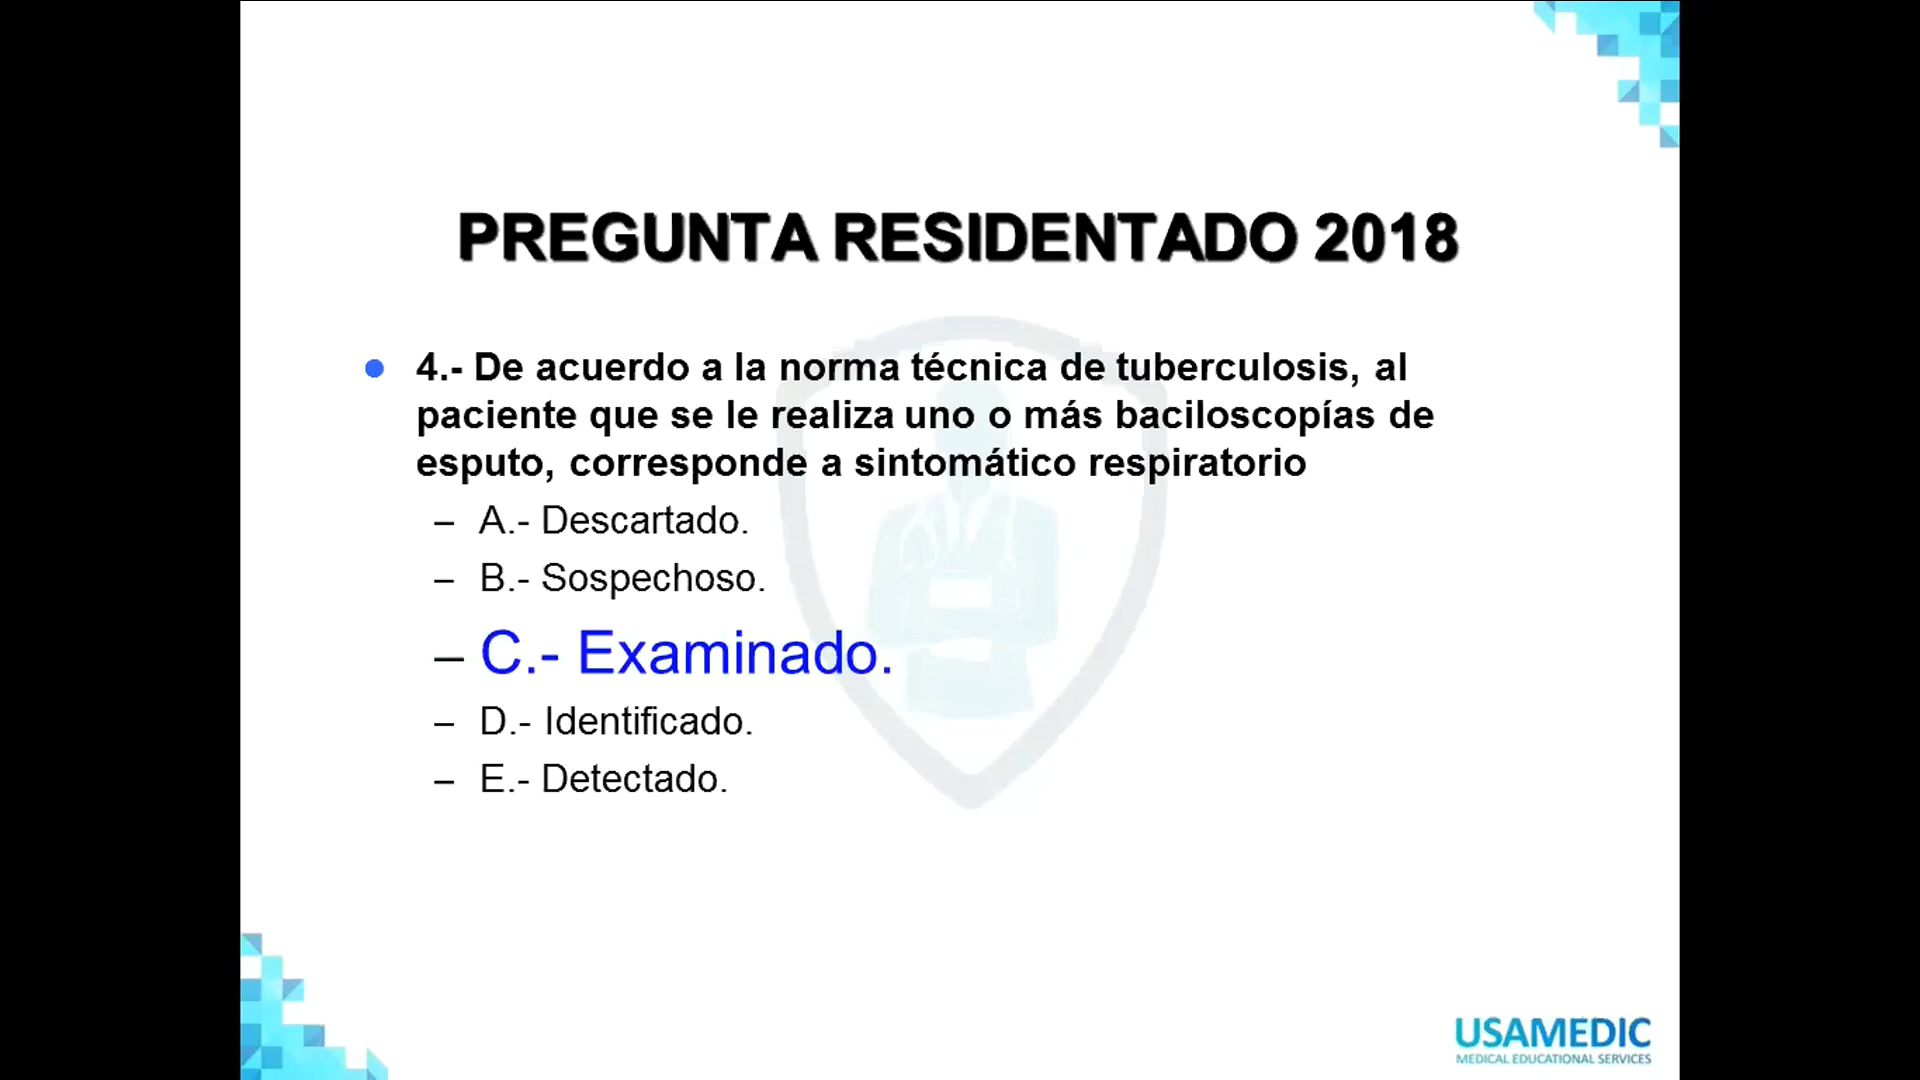 PREGUNTA RESIDENTADO 2018
● 4.- De acuerdo a la norma técnica de tuberculosis, al
paciente que se le realiza uno o más baciloscopías de
esputo, corresponde a sintomático respiratorio
– A.- Descartado.
– B.- Sospechoso.
– C.- Examinado.
– D.- Identificado.
– E.- Detectado.
USAMEDIC
MEDICAL EDUCATIONAL SERVICES